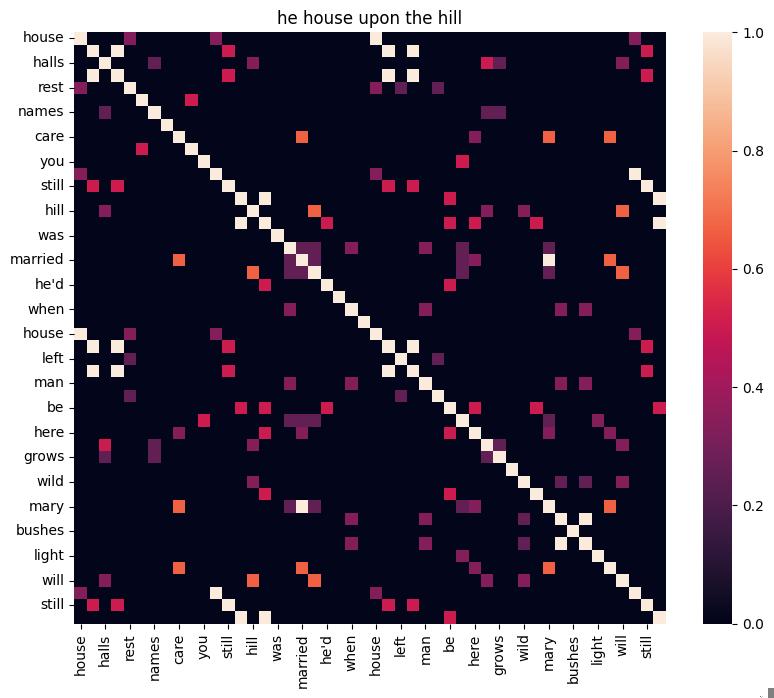 he house upon the hill
house
halls
rest
names
care
you
still
hill
was
married
he'd
when
house
left
man
be
here
grows
wild
mary
bushes
light
will
still
1.0
0.8
0.6
0.4
0.2
0.0
house
halls
rest
names
care
you
still
hill
was
married
he'd
when
house
left
man
be
here
grows
wild
mary
bushes
light
will
still